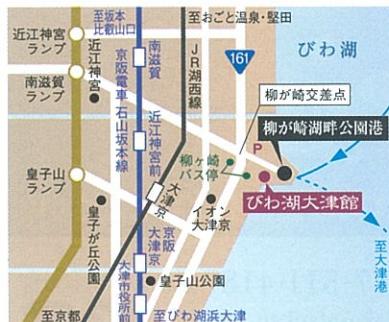 至坂本
比叡山口
至おごと温泉・堅田
近江神宮
ランプ
近江神宮
南滋賀
JR湖西線
161
びわ湖
南滋賀
ランプ
京阪電車 石山坂本線
近江神宮前
柳が崎交差点
P
柳が崎湖畔公園港
柳ヶ崎
バス停
びわ湖大津館
皇子山
ランプ
大津京
イオン
大津京
皇子が丘公園
京阪
大津京
皇子山公園
大津市役所前
至大津港
至京都
至びわ湖浜大津